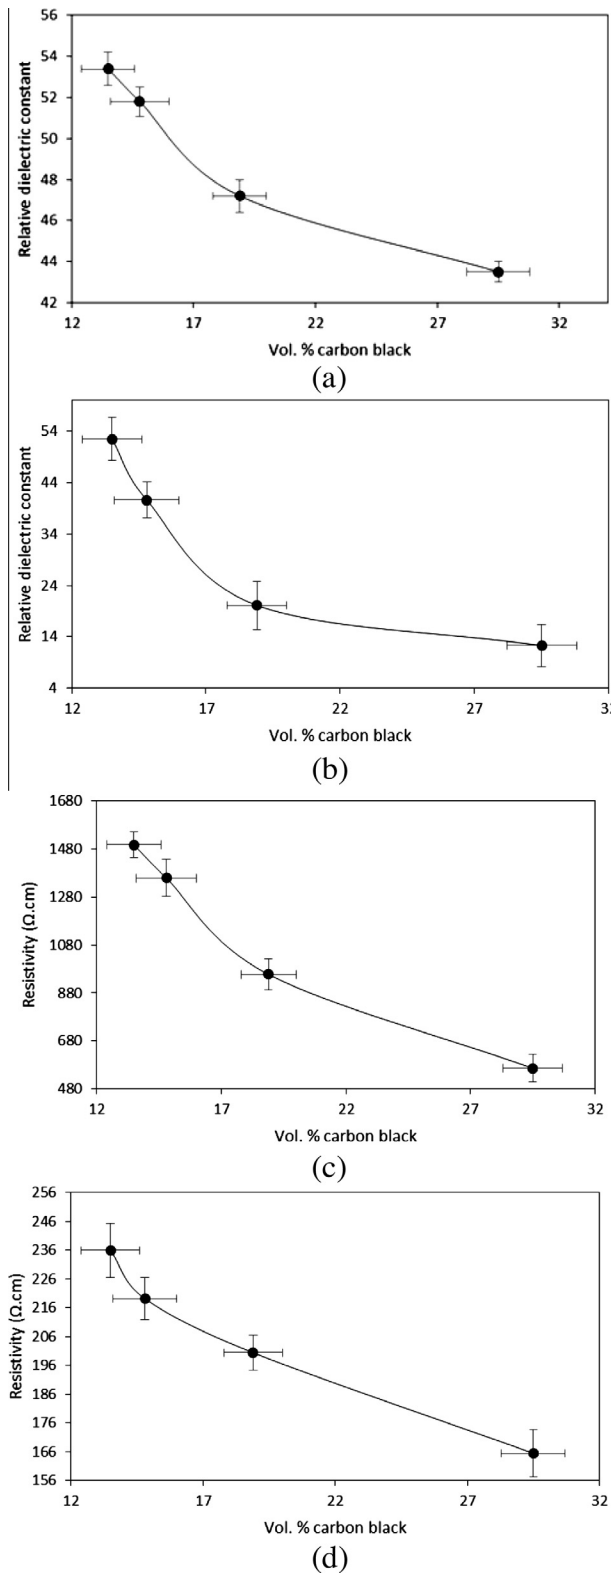 56
54
52
50
48
46
44
42
Relative dielectric constant
12 17 22 27 32
Vol. % carbon black
(a)
54
44
34
24
14
4
Relative dielectric constant
12 17 22 27
Vol. % carbon black
(b)
1680
1480
1280
1080
880
680
480
Resistivity (Ω.cm)
12 17 22 27 32
Vol. % carbon black
(c)
256
246
236
226
216
206
196
186
176
166
156
Resistivity (Ω.cm)
12 17 22 27 32
Vol. % carbon black
(d)